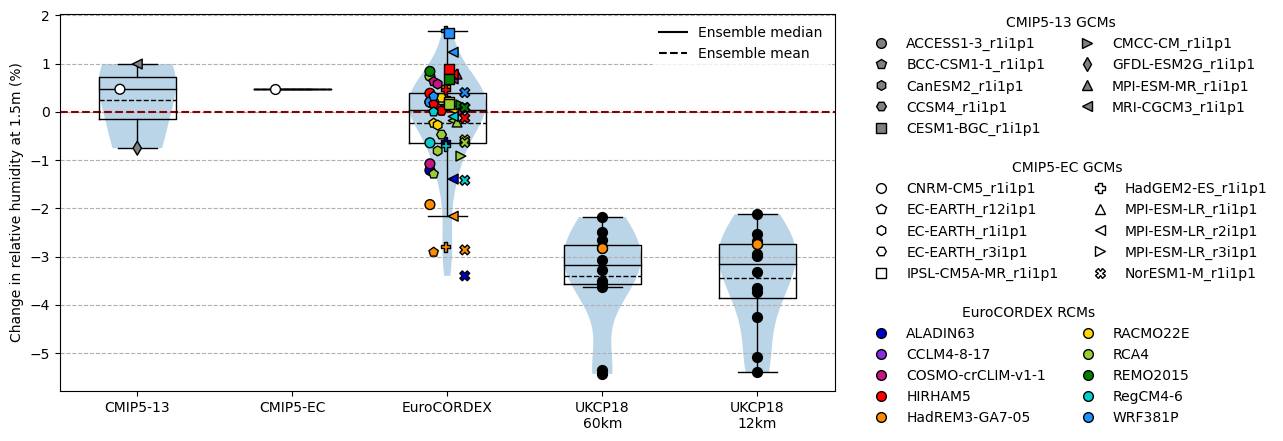 Change in relative humidity at 1.5m (%)
2
1
0
−1
−2
−3
−4
−5
Ensemble median
Ensemble mean
CMIP5-13
CMIP5-EC
EuroCORDEX
UKCP18
60km
UKCP18
12km
CMIP5-13 GCMs
ACCESS1-3_r1i1p1
BCC-CSM1-1_r1i1p1
CanESM2_r1i1p1
CCSM4_r1i1p1
CESM1-BGC_r1i1p1
CMCC-CM_r1i1p1
GFDL-ESM2G_r1i1p1
MPI-ESM-MR_r1i1p1
MRI-CGCM3_r1i1p1
CMIP5-EC GCMs
CNRM-CM5_r1i1p1
EC-EARTH_r12i1p1
EC-EARTH_r1i1p1
EC-EARTH_r3i1p1
IPSL-CM5A-MR_r1i1p1
HadGEM2-ES_r1i1p1
MPI-ESM-LR_r1i1p1
MPI-ESM-LR_r2i1p1
MPI-ESM-LR_r3i1p1
NorESM1-M_r1i1p1
EuroCORDEX RCMs
ALADIN63
CCLM4-8-17
COSMO-crCLIM-v1-1
HIRHAM5
HadREM3-GA7-05
RACMO22E
RCA4
REMO2015
RegCM4-6
WRF381P